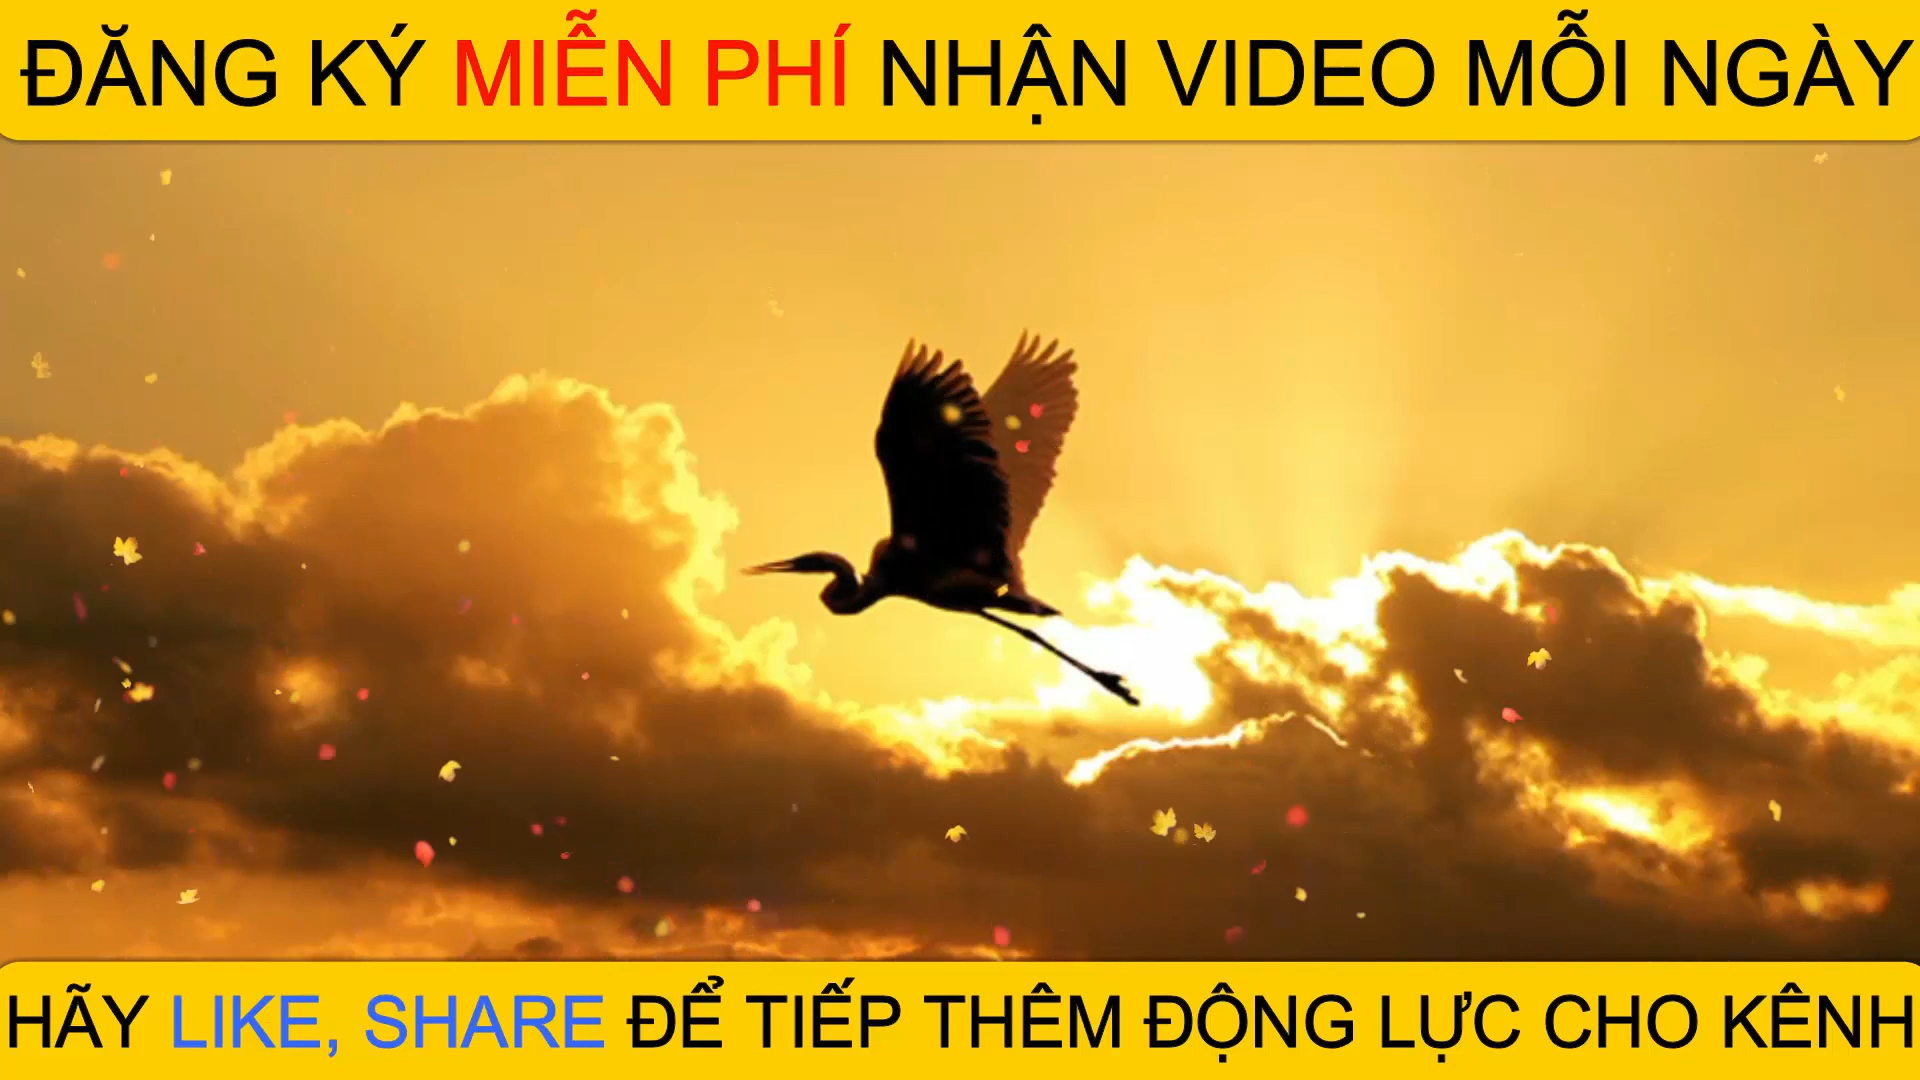 ĐĂNG KÝ MIỄN PHÍ NHẬN VIDEO MỖI NGÀY
HÃY LIKE, SHARE ĐỂ TIẾP THÊM ĐỘNG LỰC CHO KÊNH